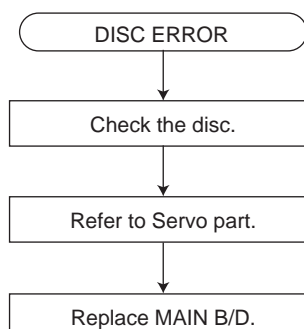 DISC ERROR
Check the disc.
Refer to Servo part.
Replace MAIN B/D.